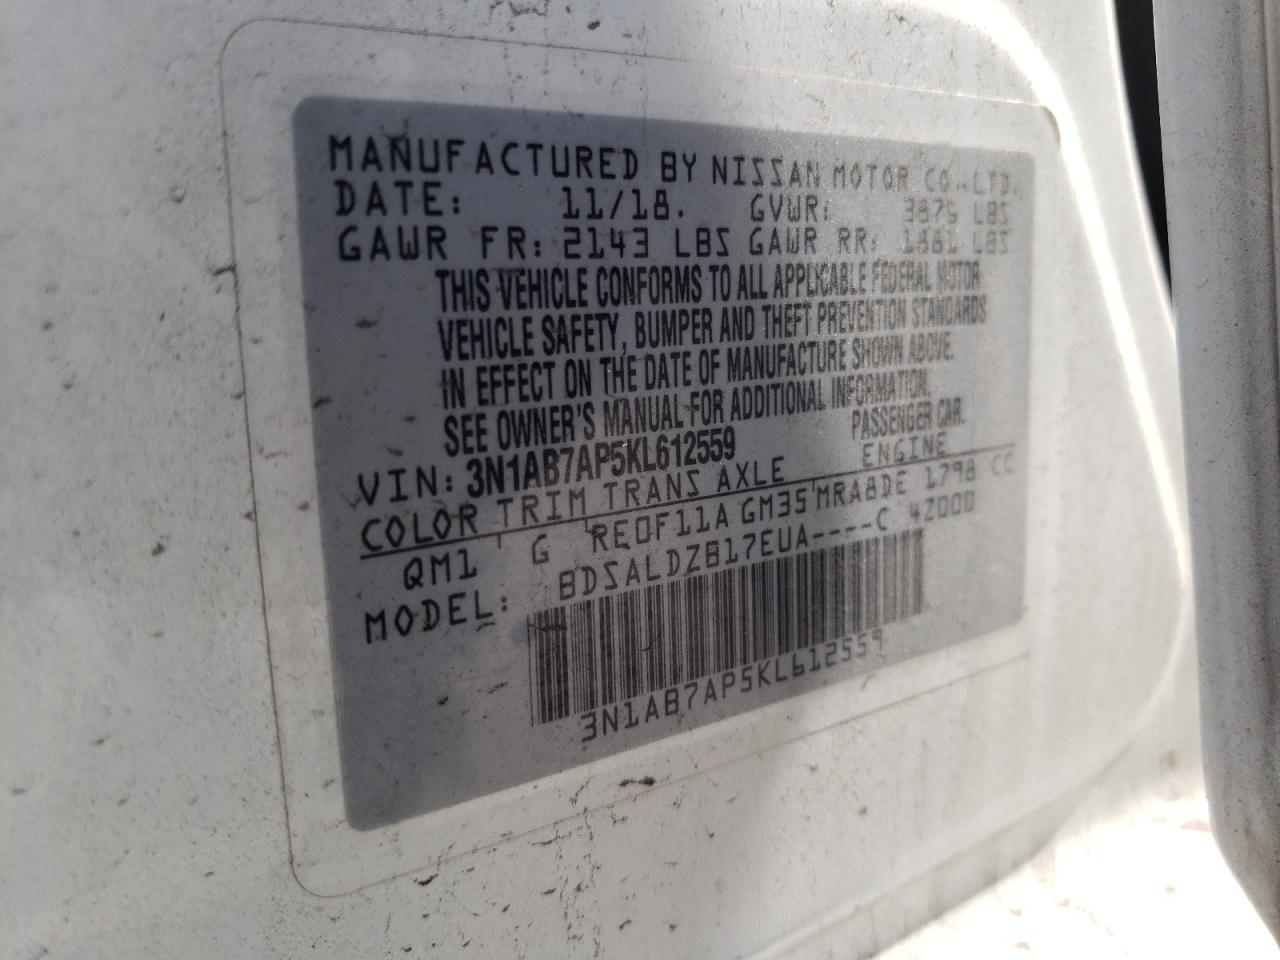 MANUFACTURED BY NISSAN MOTOR CO.,LTD.
DATE: 11/18. GVWR: 3875 LBS
GAWR FR: 2143 LBS GAWR RR: 1881 LBS
THIS VEHICLE CONFORMS TO ALL APPLICABLE FEDERAL MOTOR
VEHICLE SAFETY, BUMPER AND THEFT PREVENTION STANDARDS
IN EFFECT ON THE DATE OF MANUFACTURE SHOWN ABOVE.
SEE OWNER'S MANUAL FOR ADDITIONAL INFORMATION.
VIN: 3N1AB7AP5KL612559 PASSENGER CAR.
COLOR TRIM TRANS AXLE ENGINE
QM1 G RE0F11A GM35 MRA8DE 1798 CC
MODEL: BDSALDZB17EUA----C 42000
3N1AB7AP5KL612559